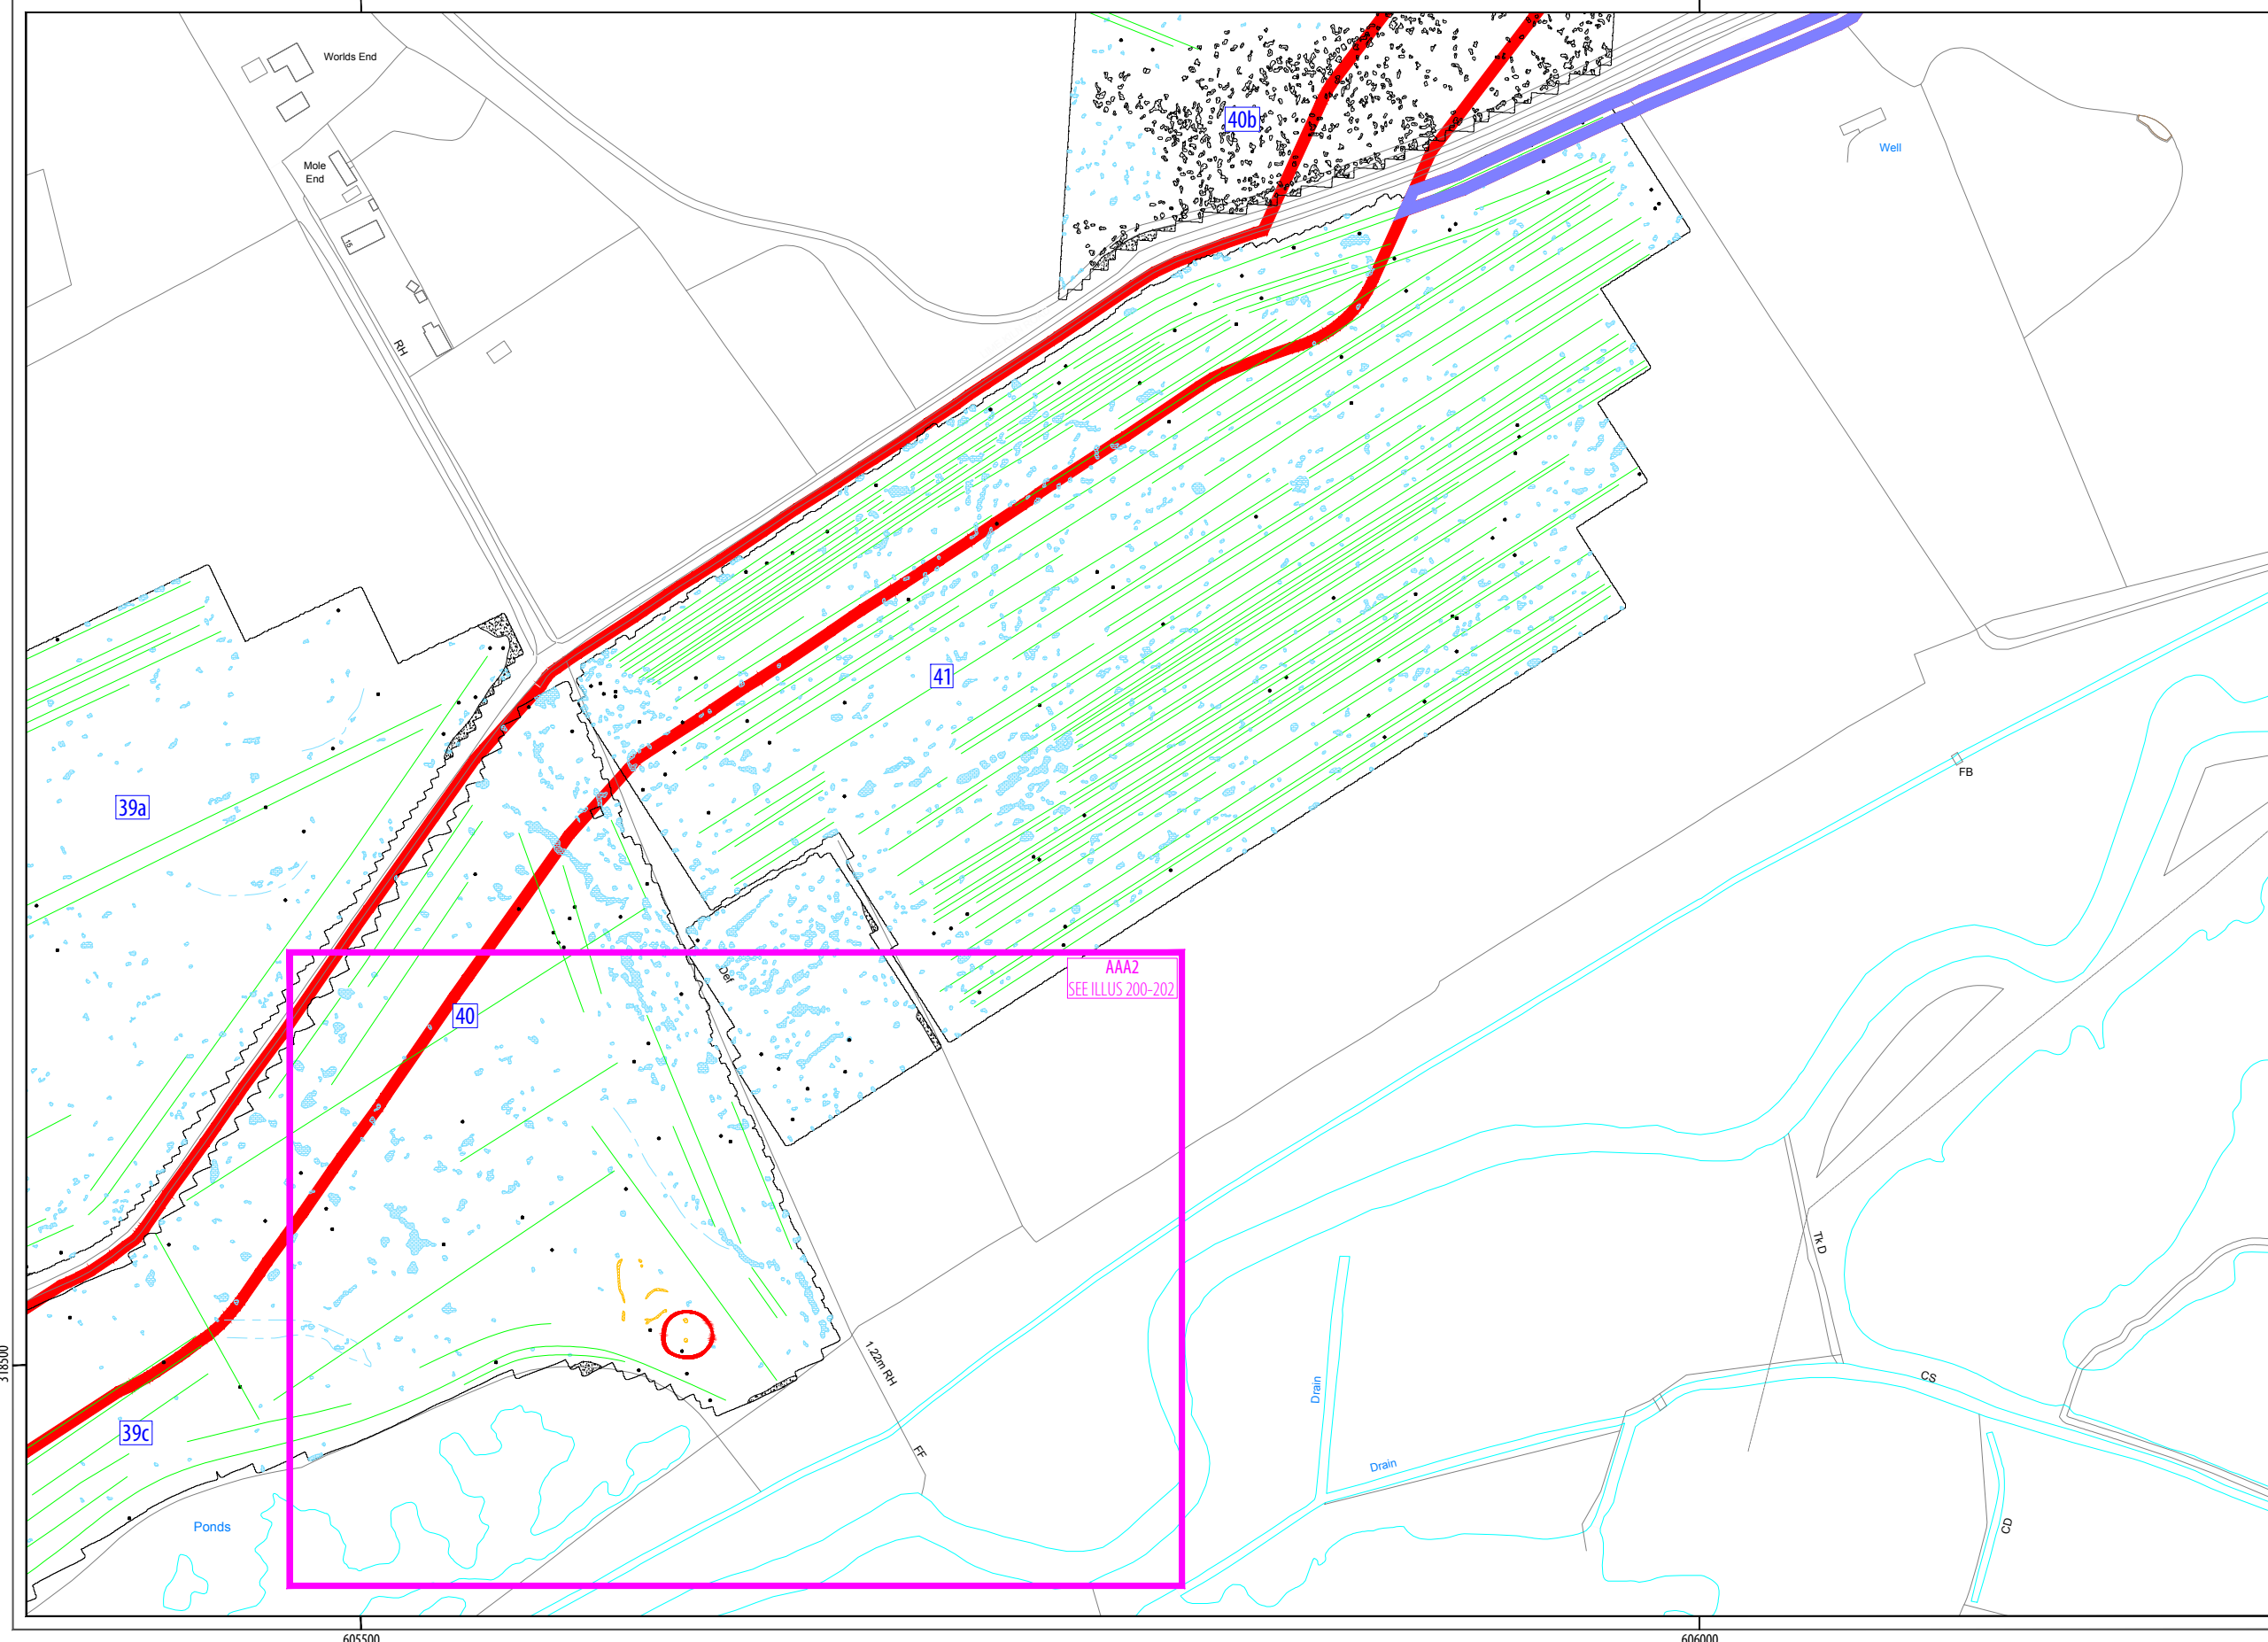 Worlds End
40b
Well
Mole
End
15
RH
41
39a
FB
Def
AAA2
SEE ILLUS 200-202
40
Tk D
318500
1.22m RH
CS
Drain
39c
FF
Drain
Ponds
CD
605500
606000